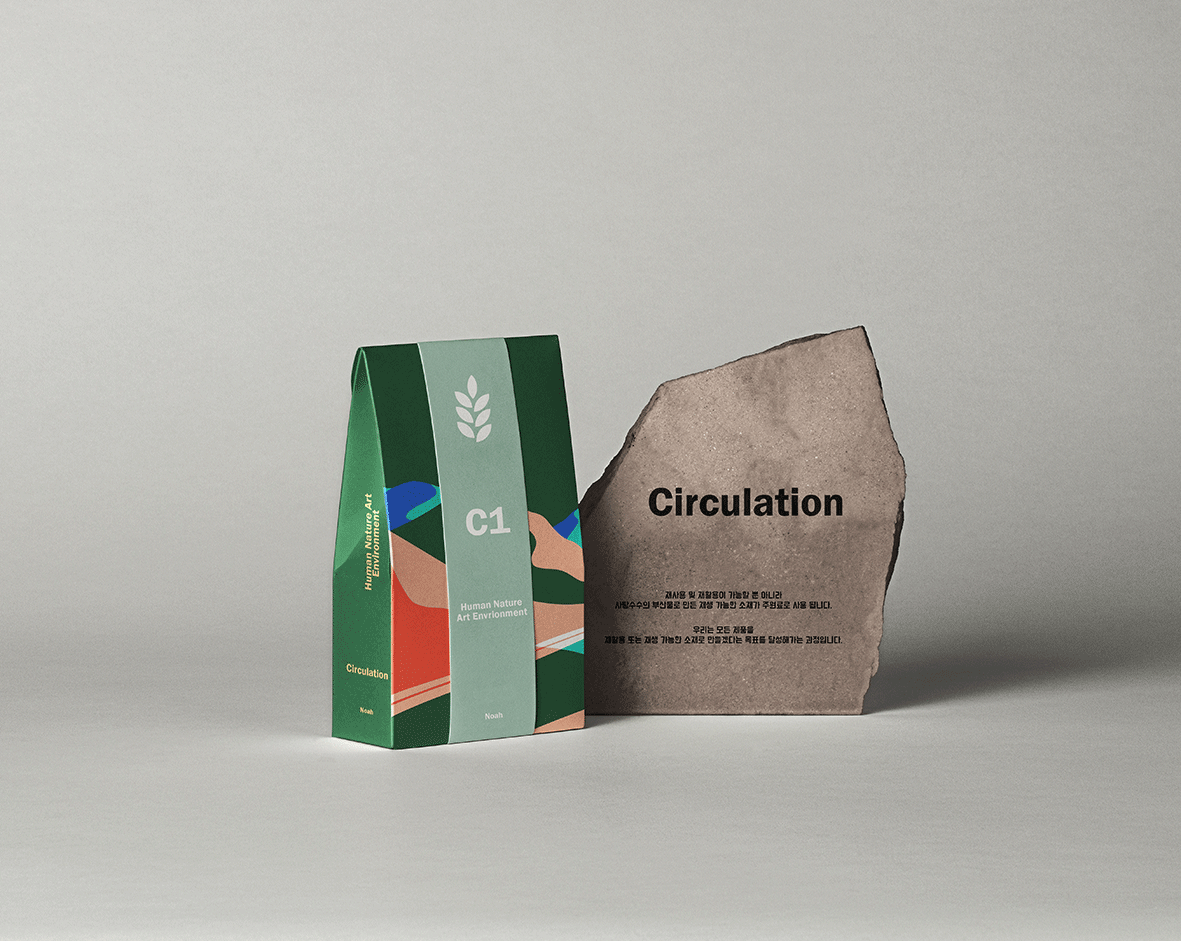 Human Nature Art
Environment
Circulation
Noah
C1
Human Nature
Art Envrionment
Noah
Circulation
재사용 및 재활용이 가능할 뿐 아니라
사탕수수의 부산물로 만든 재생 가능한 소재가 주원료로 사용 됩니다.
우리는 모든 제품을
재활용 또는 재생 가능한 소재로 만들겠다는 목표를 달성해가는 과정입니다.